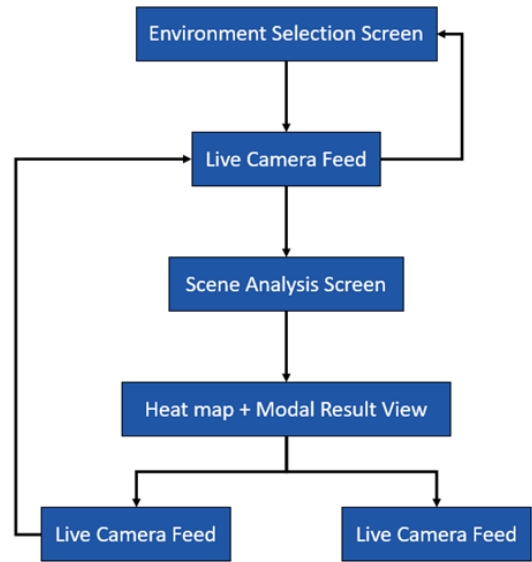 Environment Selection Screen
Live Camera Feed
Scene Analysis Screen
Heat map + Modal Result View
Live Camera Feed
Live Camera Feed